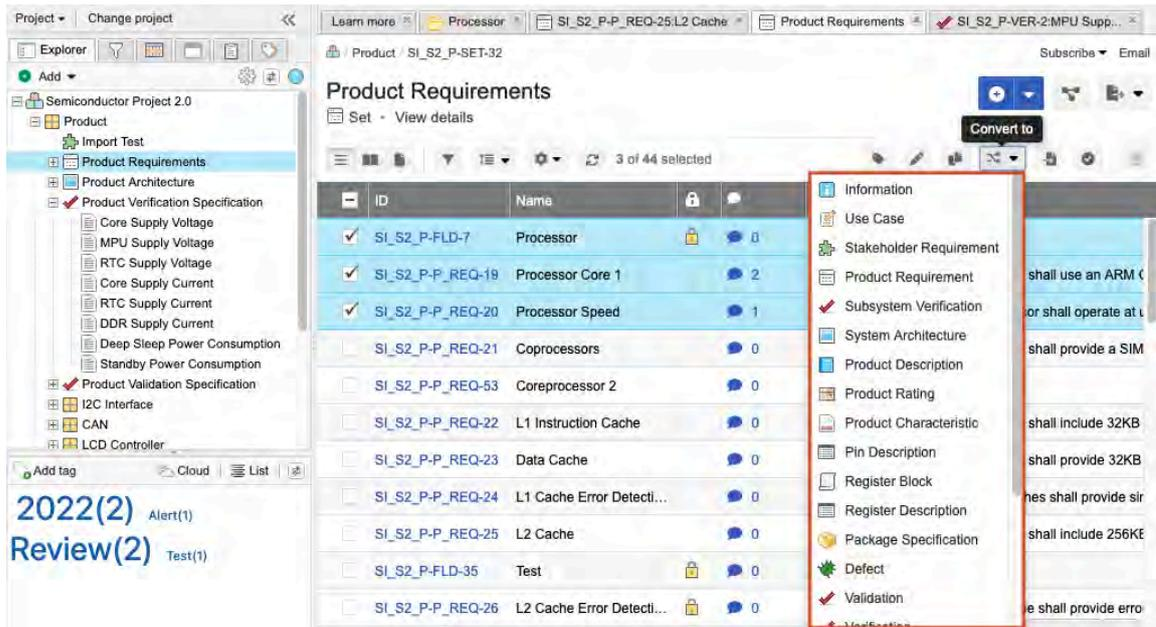 Project Change project
Explorer
Add
Semiconductor Project 2.0
Product
Import Test
Product Requirements
Product Architecture
Product Verification Specification
Core Supply Voltage
MPU Supply Voltage
RTC Supply Voltage
Core Supply Current
RTC Supply Current
DDR Supply Current
Deep Sleep Power Consumption
Standby Power Consumption
Product Validation Specification
I2C Interface
CAN
LCD Controller
Add tag Cloud List
2022(2) Alert(1)
Review(2) Test(1)
Learn more Processor SI_S2_P-P_REQ-25:L2 Cache Product Requirements SI_S2_P-VER-2:MPU Supp...
/ Product / SI_S2_P-SET-32 Subscribe Email
Product Requirements
Set - View details
Convert to
3 of 44 selected
ID Name
SI_S2_P-FLD-7 Processor 0
SI_S2_P-P_REQ-19 Processor Core 1 2 shall use an ARM
SI_S2_P-P_REQ-20 Processor Speed 1 or shall operate at
SI_S2_P-P_REQ-21 Coprocessors 0 shall provide a SIM
SI_S2_P-P_REQ-53 Coreprocessor 2 0
SI_S2_P-P_REQ-22 L1 Instruction Cache 0 shall include 32KB
SI_S2_P-P_REQ-23 Data Cache 0 shall provide 32KB
SI_S2_P-P_REQ-24 L1 Cache Error Detecti... 0 hes shall provide sin
SI_S2_P-P_REQ-25 L2 Cache 0 shall include 256KB
SI_S2_P-FLD-35 Test 0
SI_S2_P-P_REQ-26 L2 Cache Error Detecti... 0 e shall provide erro
Information
Use Case
Stakeholder Requirement
Product Requirement
Subsystem Verification
System Architecture
Product Description
Product Rating
Product Characteristic
Pin Description
Register Block
Register Description
Package Specification
Defect
Validation